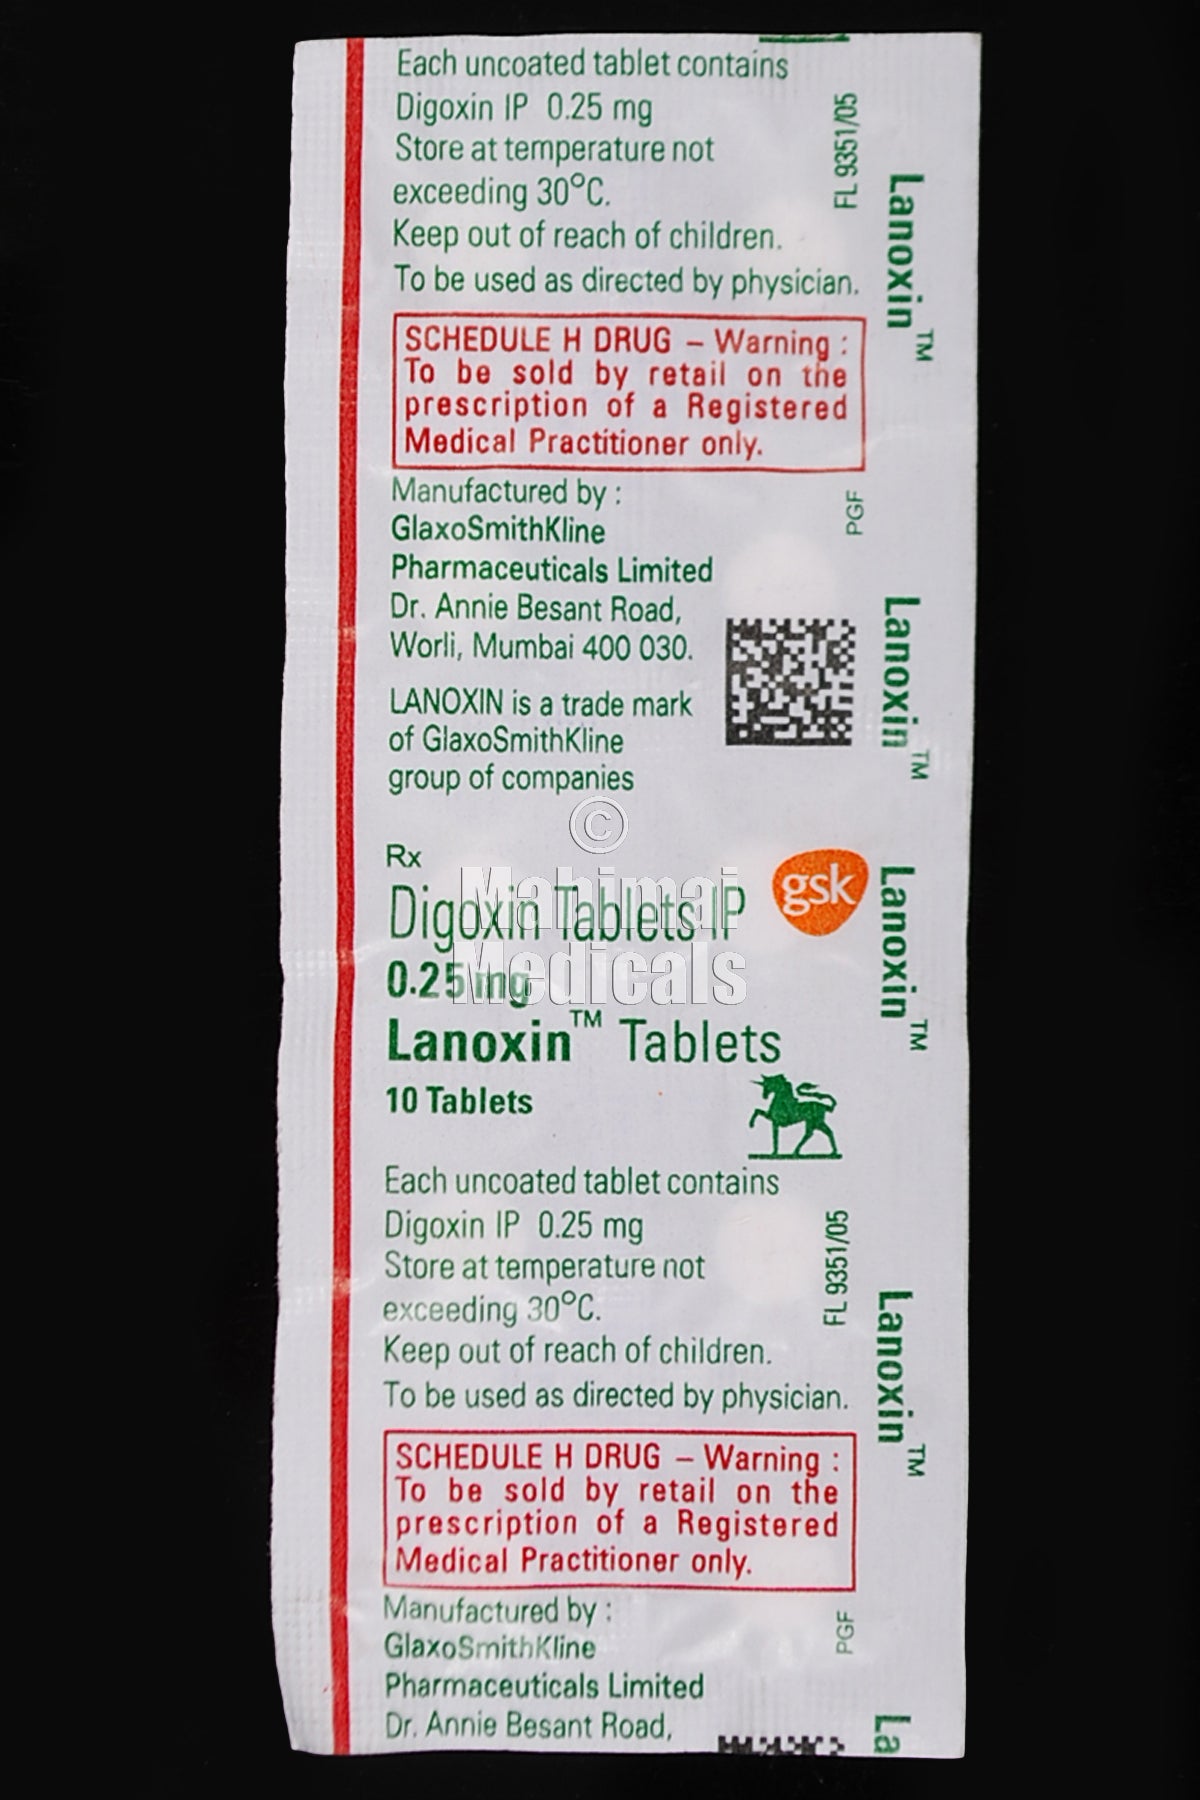 Each uncoated tablet contains
Digoxin IP 0.25 mg
Store at temperature not
exceeding 30°C.
Keep out of reach of children.
To be used as directed by physician.
FL 9351/05
Lanoxin™
SCHEDULE H DRUG – Warning :
To be sold by retail on the
prescription of a Registered
Medical Practitioner only.
Manufactured by :
GlaxoSmithKline
Pharmaceuticals Limited
Dr. Annie Besant Road,
Worli, Mumbai 400 030.
PGF
Lanoxin™
LANOXIN is a trade mark
of GlaxoSmithKline
group of companies
©
Mahimai
Medicals
Rx
Digoxin Tablets IP
0.25 mg
Lanoxin™ Tablets
10 Tablets
gsk
Lanoxin™
Each uncoated tablet contains
Digoxin IP 0.25 mg
Store at temperature not
exceeding 30°C.
Keep out of reach of children.
To be used as directed by physician.
FL 9351/05
Lanoxin™
SCHEDULE H DRUG – Warning :
To be sold by retail on the
prescription of a Registered
Medical Practitioner only.
Manufactured by :
GlaxoSmithKline
Pharmaceuticals Limited
Dr. Annie Besant Road,
PGF
La